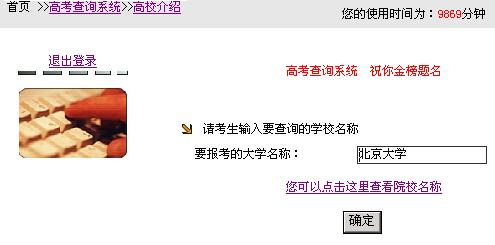 首页 >>高考查询系统>>高校介绍
您的使用时间为：9869分钟
退出登录
高考查询系统 祝你金榜题名
请考生输入要查询的学校名称
要报考的大学名称： 北京大学
您可以点击这里查看院校名称
确定